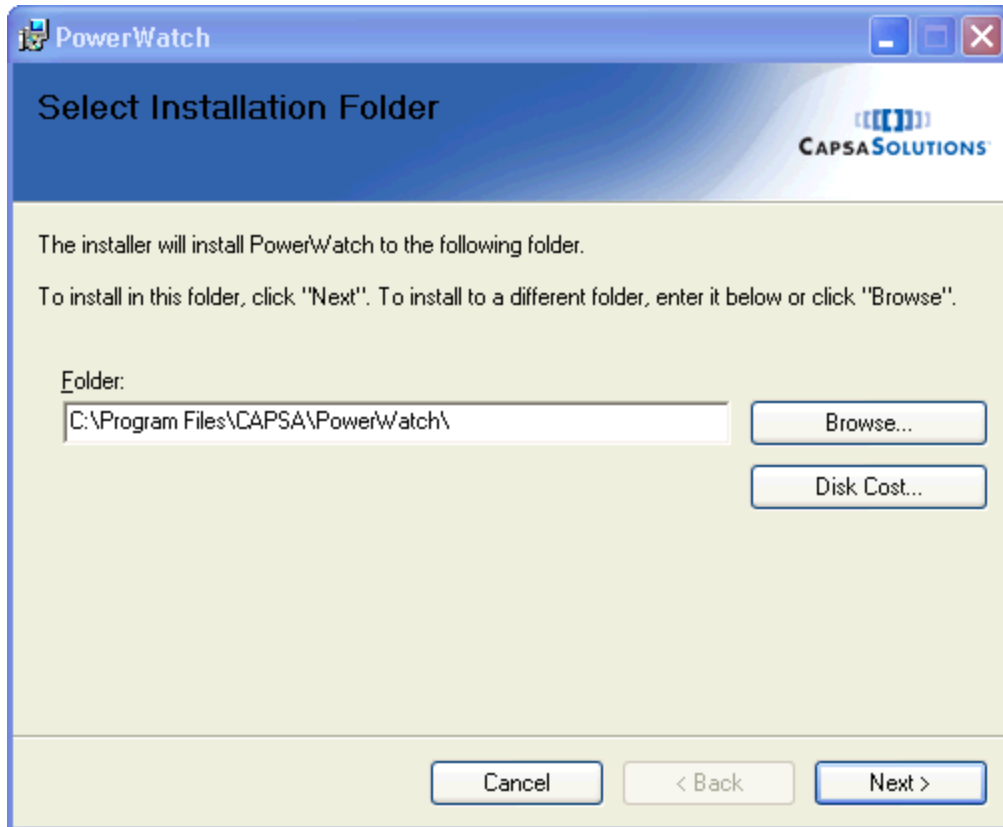 PowerWatch
Select Installation Folder
CAPSASOLUTIONS
The installer will install PowerWatch to the following folder.
To install in this folder, click "Next". To install to a different folder, enter it below or click "Browse".
Folder:
C:\Program Files\CAPSA\PowerWatch\
Browse...
Disk Cost...
Cancel
< Back
Next >